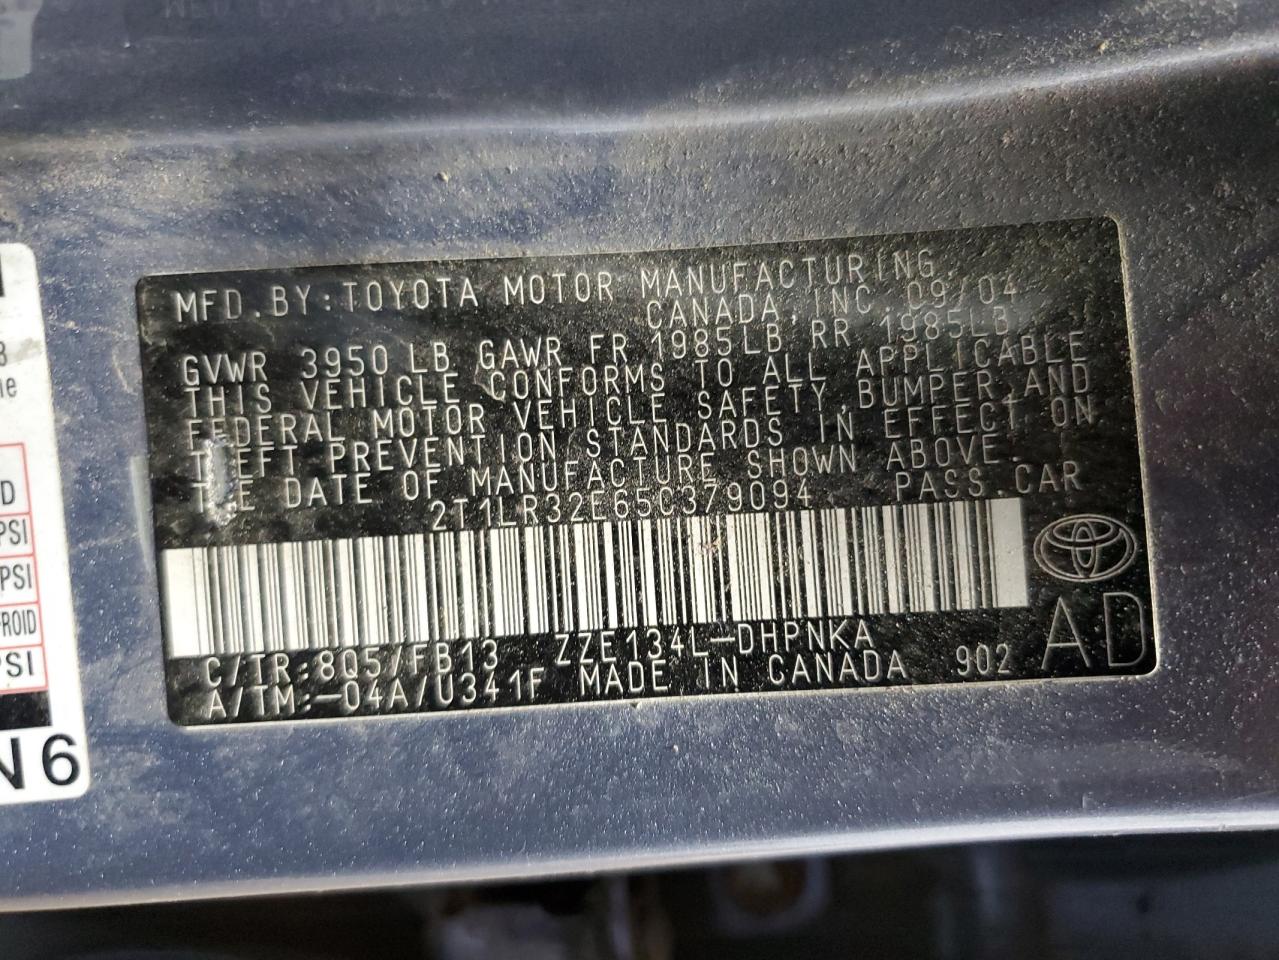 MFD.BY:TOYOTA MOTOR MANUFACTURING
CANADA,INC.09/04
GVWR 3950 LB GAWR FR 1985LB RR 1985LB
THIS VEHICLE CONFORMS TO ALL APPLICABLE
FEDERAL MOTOR VEHICLE SAFETY,BUMPER,AND
T EFT PREVENTION STANDARDS IN EFFECT ON
T E DATE OF MANUFACTURE SHOWN ABOVE.
2T1LR32E65C379094 PASS.CAR
C/TR:8Q5/FB13 ZZE134L-DHPNKA
A/TM:-04A/U341F MADE IN CANADA 902
AD
D
PSI
PSI
FROID
PSI
N6